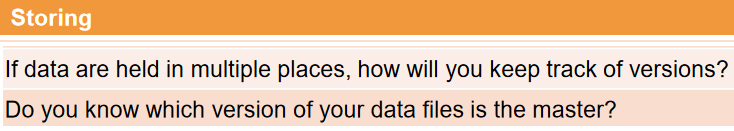 Storing
If data are held in multiple places, how will you keep track of versions?
Do you know which version of your data files is the master?